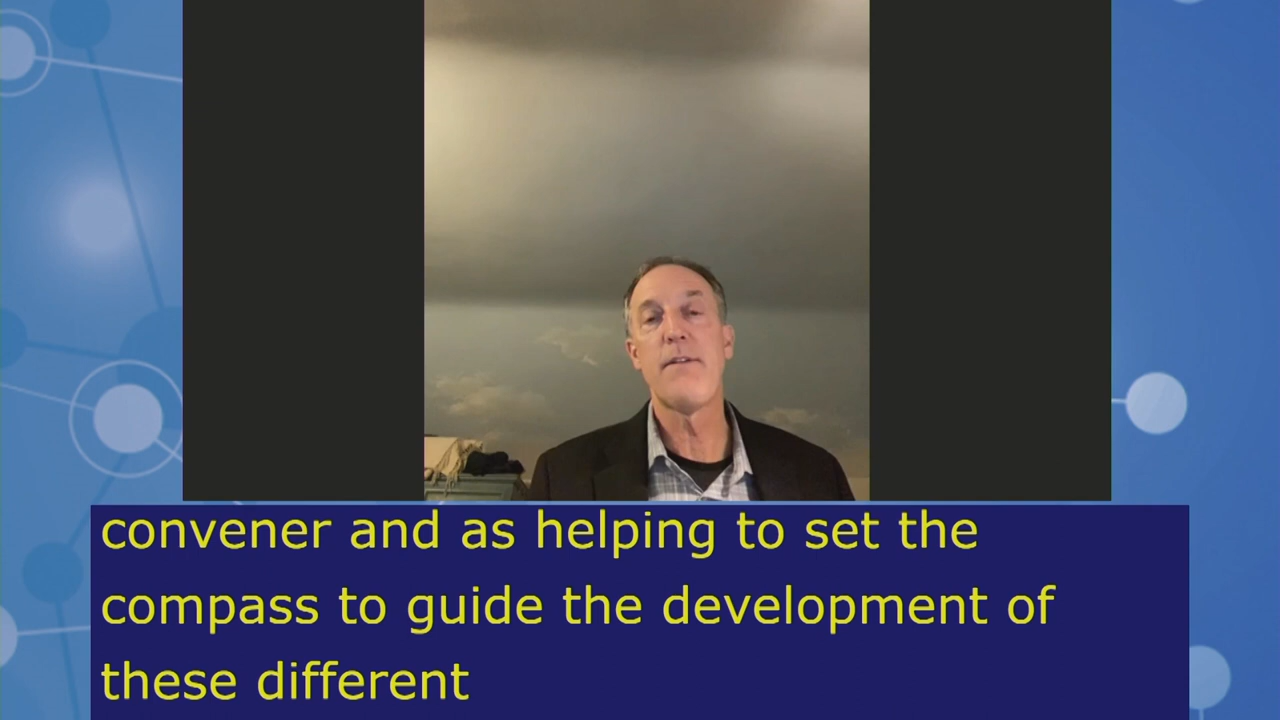 convener and as helping to set the
compass to guide the development of
these different